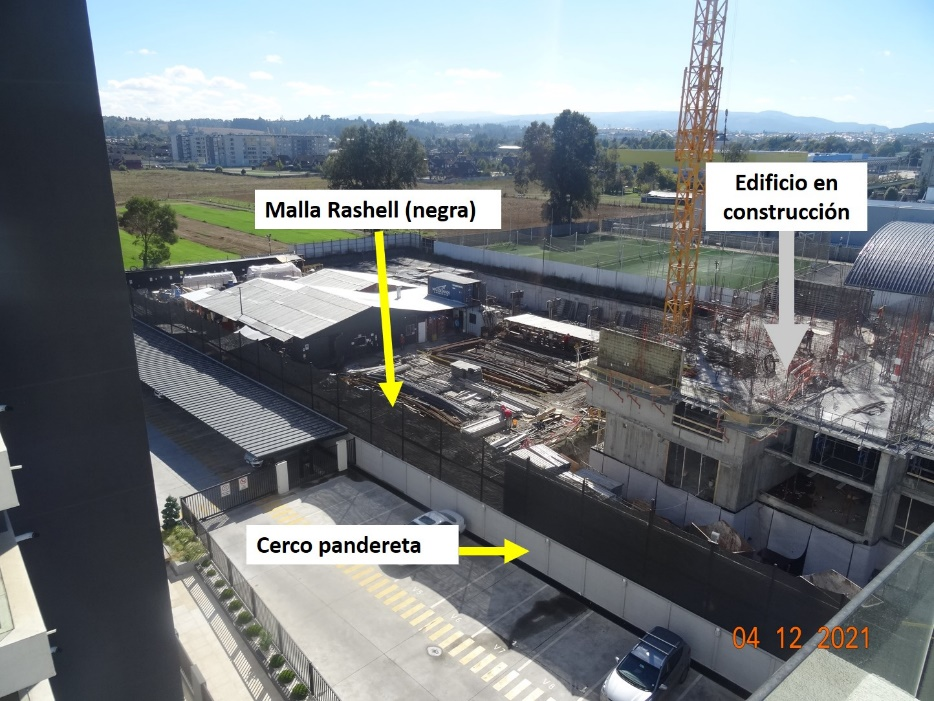 Malla Rashell (negra)
Edificio en
construcción
Cerco pandereta
04 12 2021